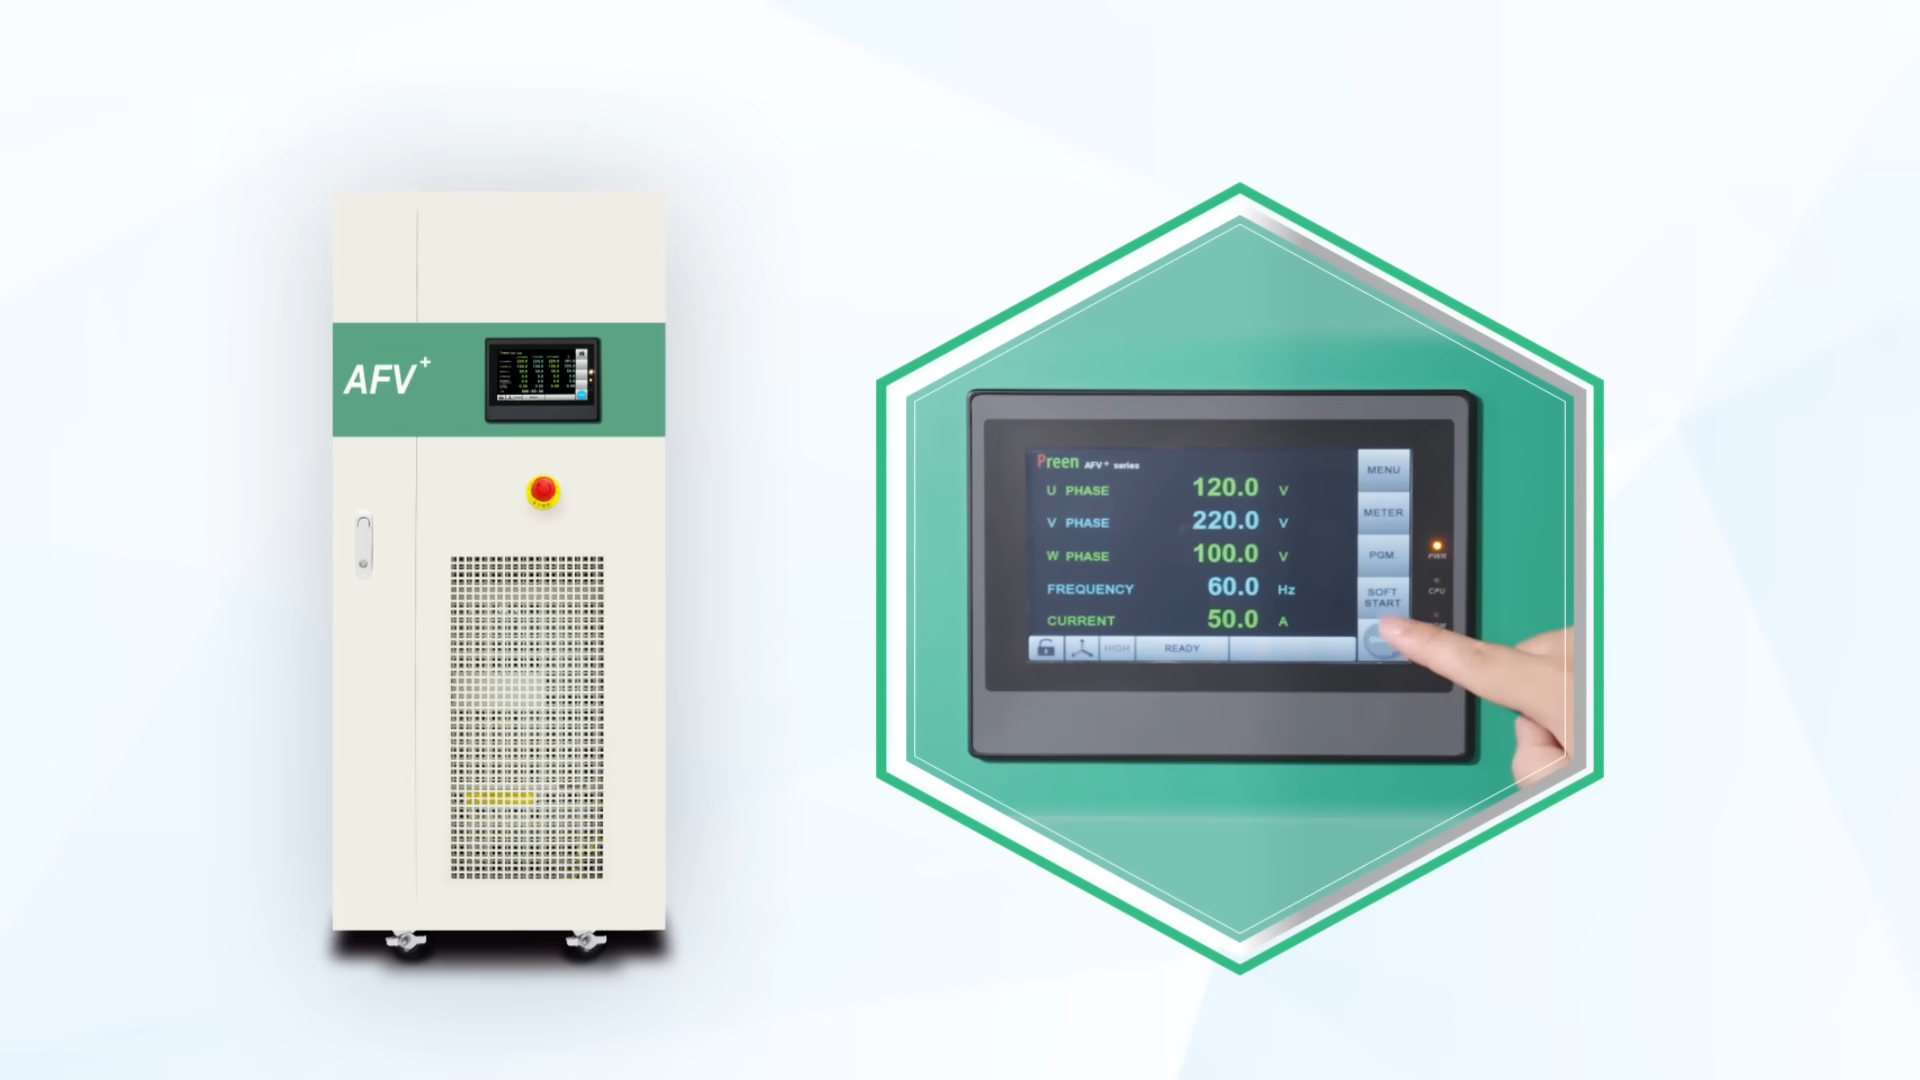 AFV+
Preen AFV+ series
U PHASE 120.0 V
V PHASE 220.0 V
W PHASE 100.0 V
FREQUENCY 60.0 Hz
CURRENT 50.0 A
HIGH READY
MENU
METER
PGM.
SOFT
START
PWR
CPU